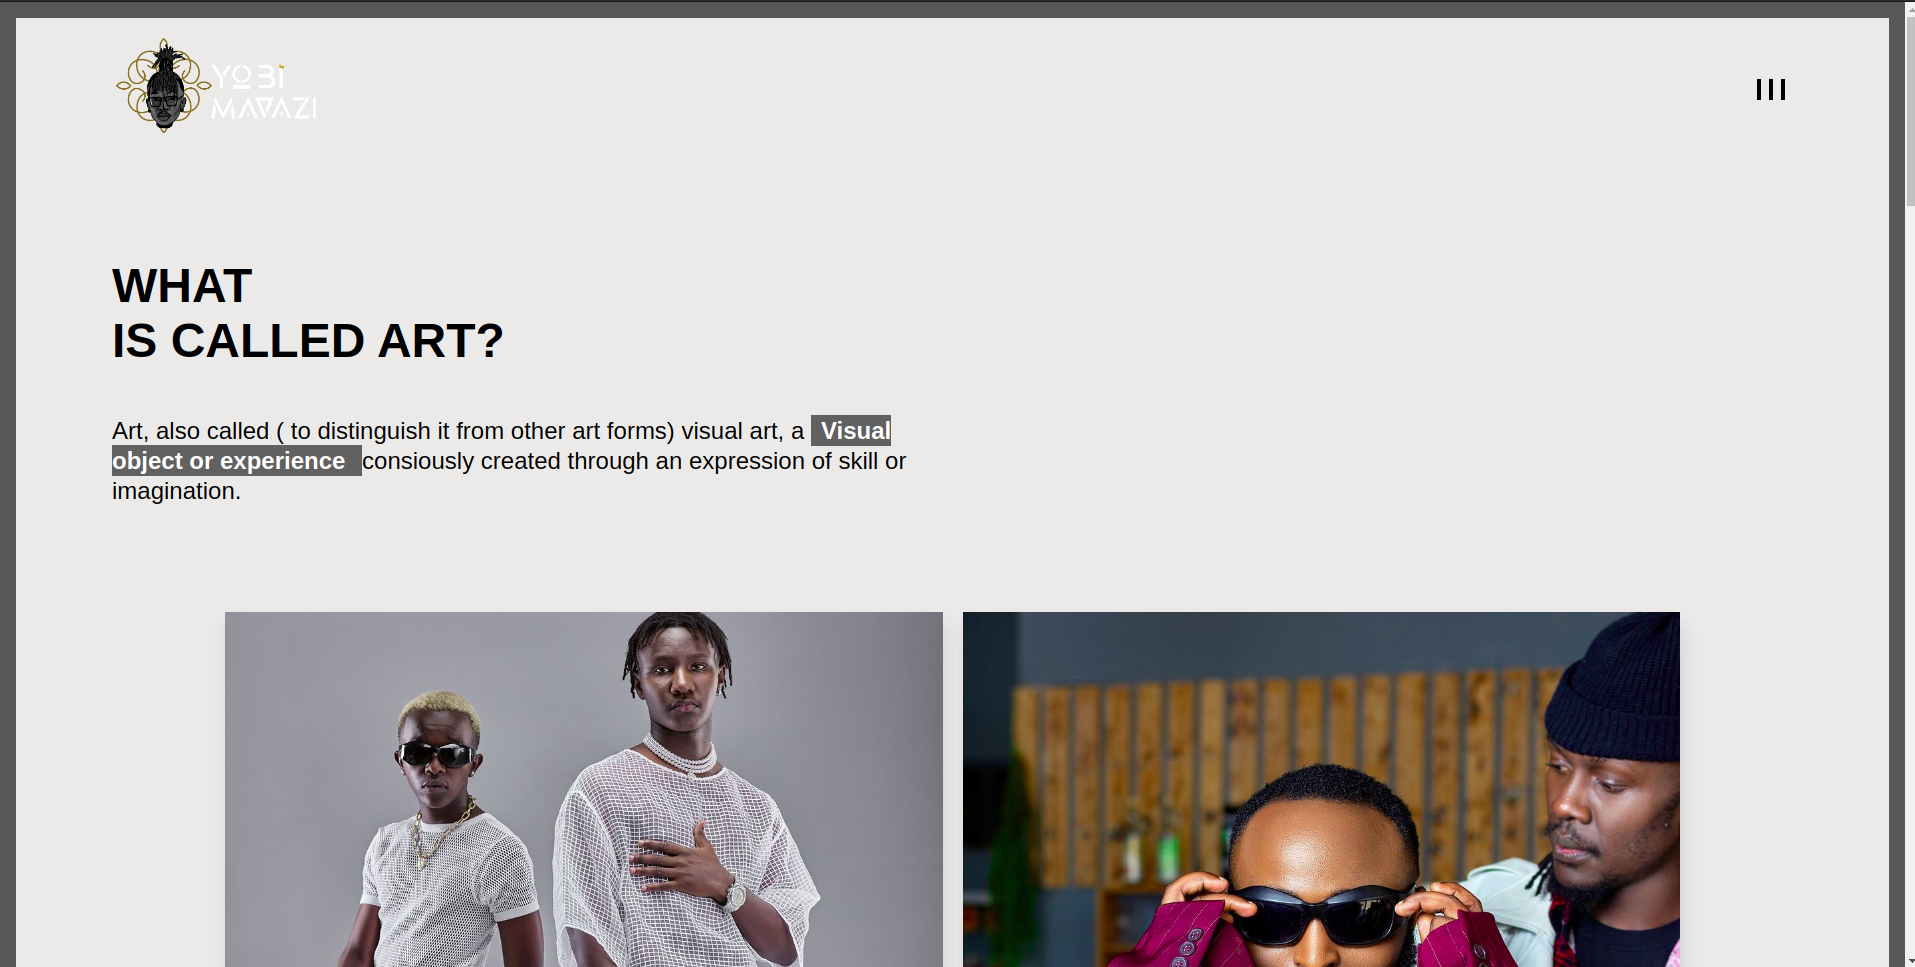 YOBI
MAVAZI
WHAT
IS CALLED ART?
Art, also called ( to distinguish it from other art forms) visual art, a Visual
object or experience consiously created through an expression of skill or
imagination.